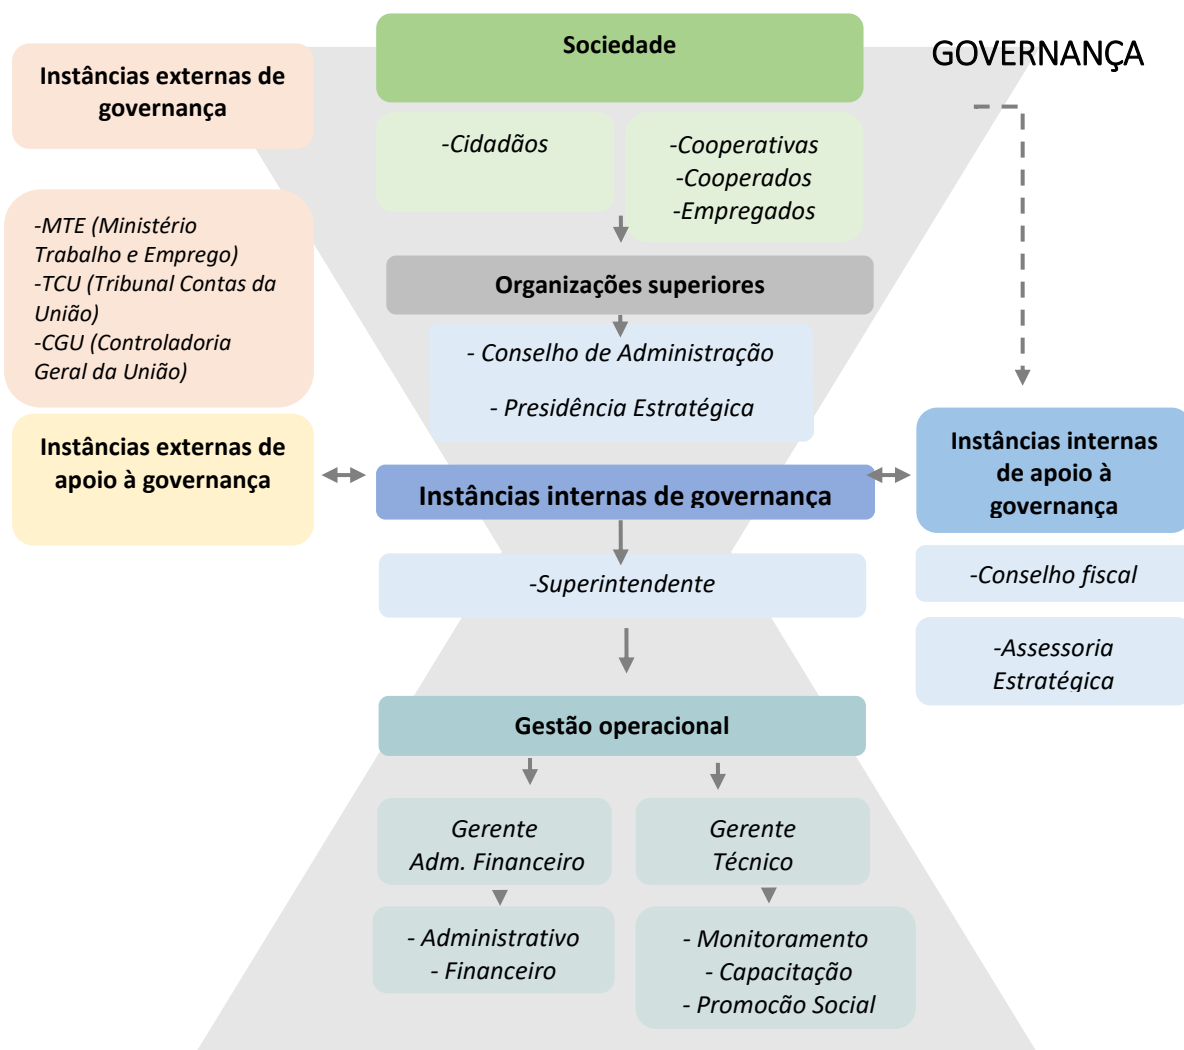 GOVERNANÇA
Sociedade
Instâncias externas de
governança
-Cidadãos
-Cooperativas
-Cooperados
-Empregados
-MTE (Ministério
Trabalho e Emprego)
-TCU (Tribunal Contas da
União)
-CGU (Controladoria
Geral da União)
Organizações superiores
- Conselho de Administração
- Presidência Estratégica
Instâncias externas de
apoio à governança
Instâncias internas de governança
Instâncias internas
de apoio à
governança
-Superintendente
-Conselho fiscal
-Assessoria
Estratégica
Gestão operacional
Gerente
Adm. Financeiro
Gerente
Técnico
- Administrativo
- Financeiro
- Monitoramento
- Capacitação
- Promoção Social